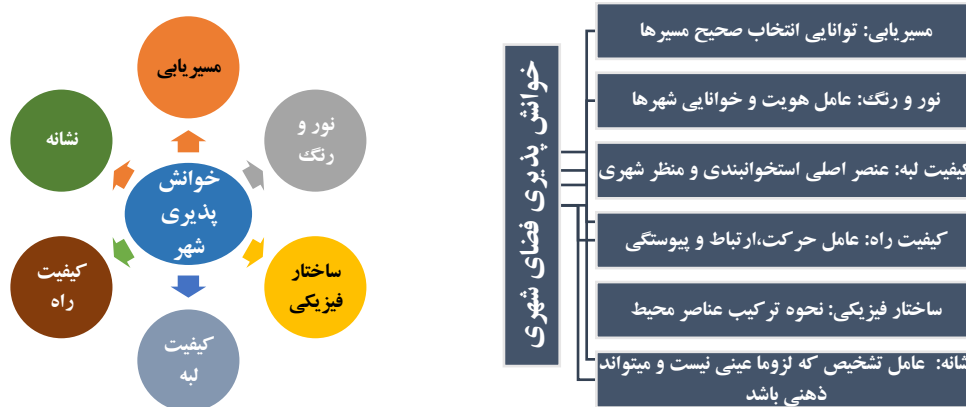 مسیریابی
نور و
رنگ
ساختار
فیزیکی
کیفیت
لبه
کیفیت
راه
نشانه
خوانش
پذیری
شهر
خوانش پذیری فضای شهری
مسیریابی: توانایی انتخاب صحیح مسیرها
نور و رنگ: عامل هویت و خوانایی شهرها
کیفیت لبه: عنصر اصلی استخوانبندی و منظر شهری
کیفیت راه: عامل حرکت،ارتباط و پیوستگی
ساختار فیزیکی: نحوه ترکیب عناصر محیط
نشانه: عامل تشخیص که لزوما عینی نیست و میتواند
ذهنی باشد